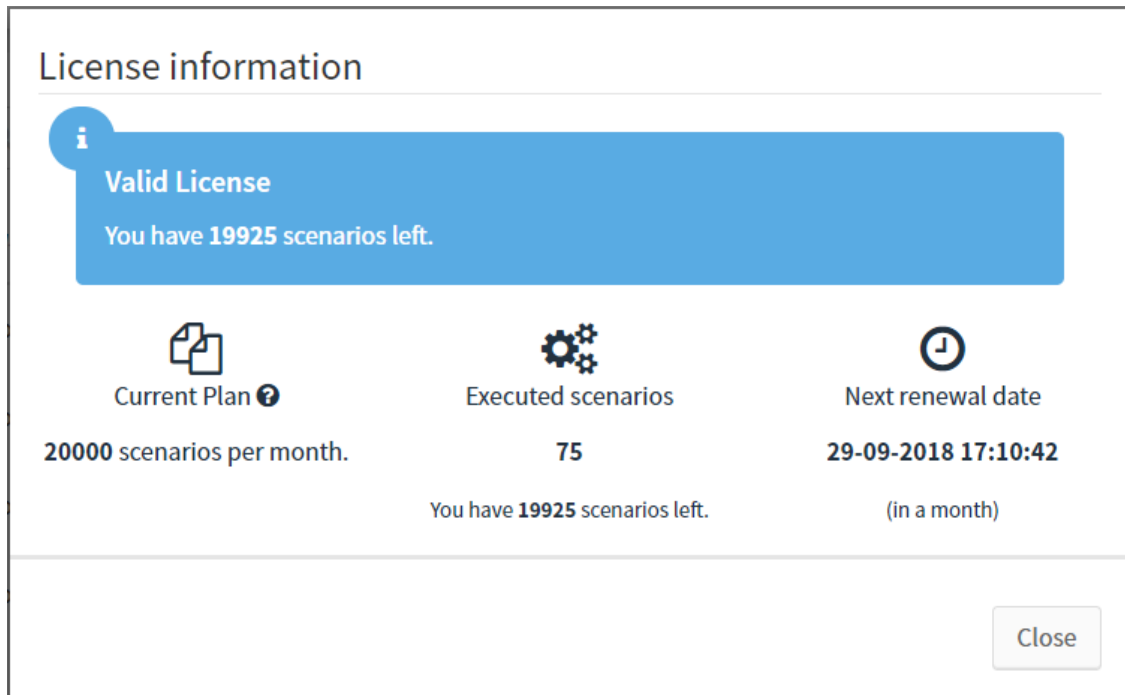 License information
Valid License
You have 19925 scenarios left.
Current Plan
Executed scenarios
Next renewal date
20000 scenarios per month.
75
29-09-2018 17:10:42
You have 19925 scenarios left.
(in a month)
Close